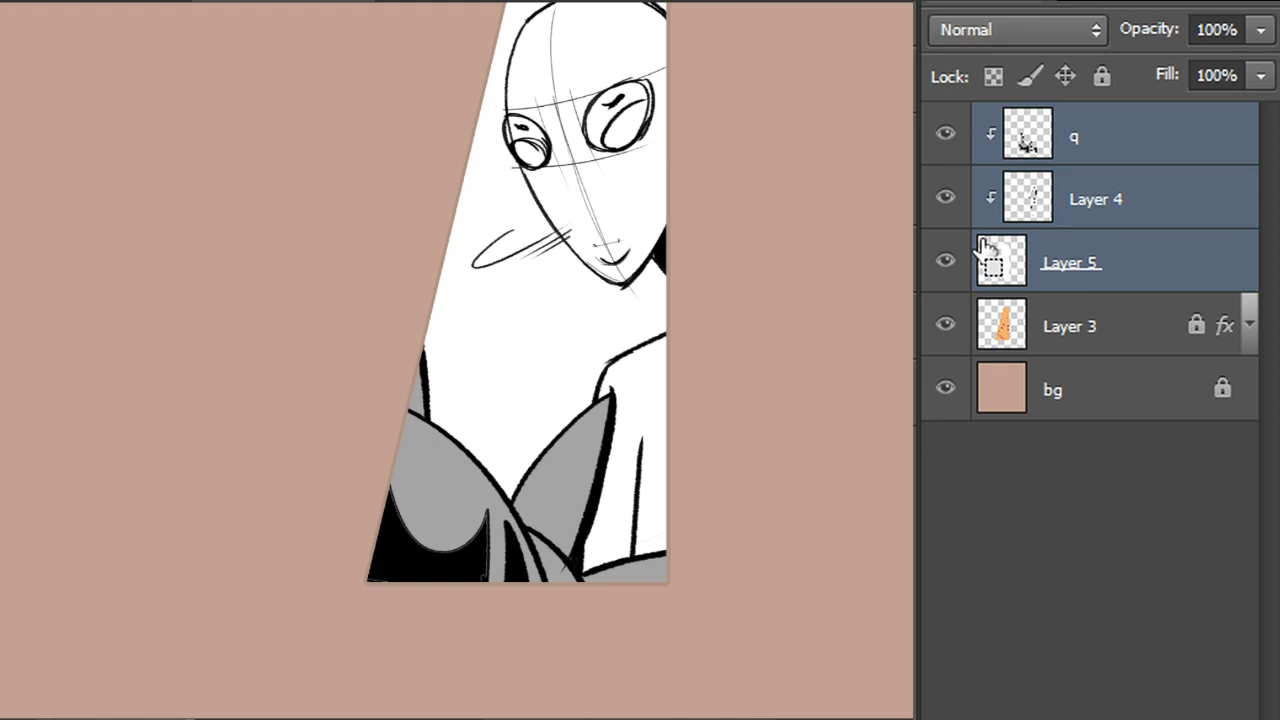 Normal Opacity: 100%
Lock: Fill: 100%
q
Layer 4
Layer 5
Layer 3 fx
bg